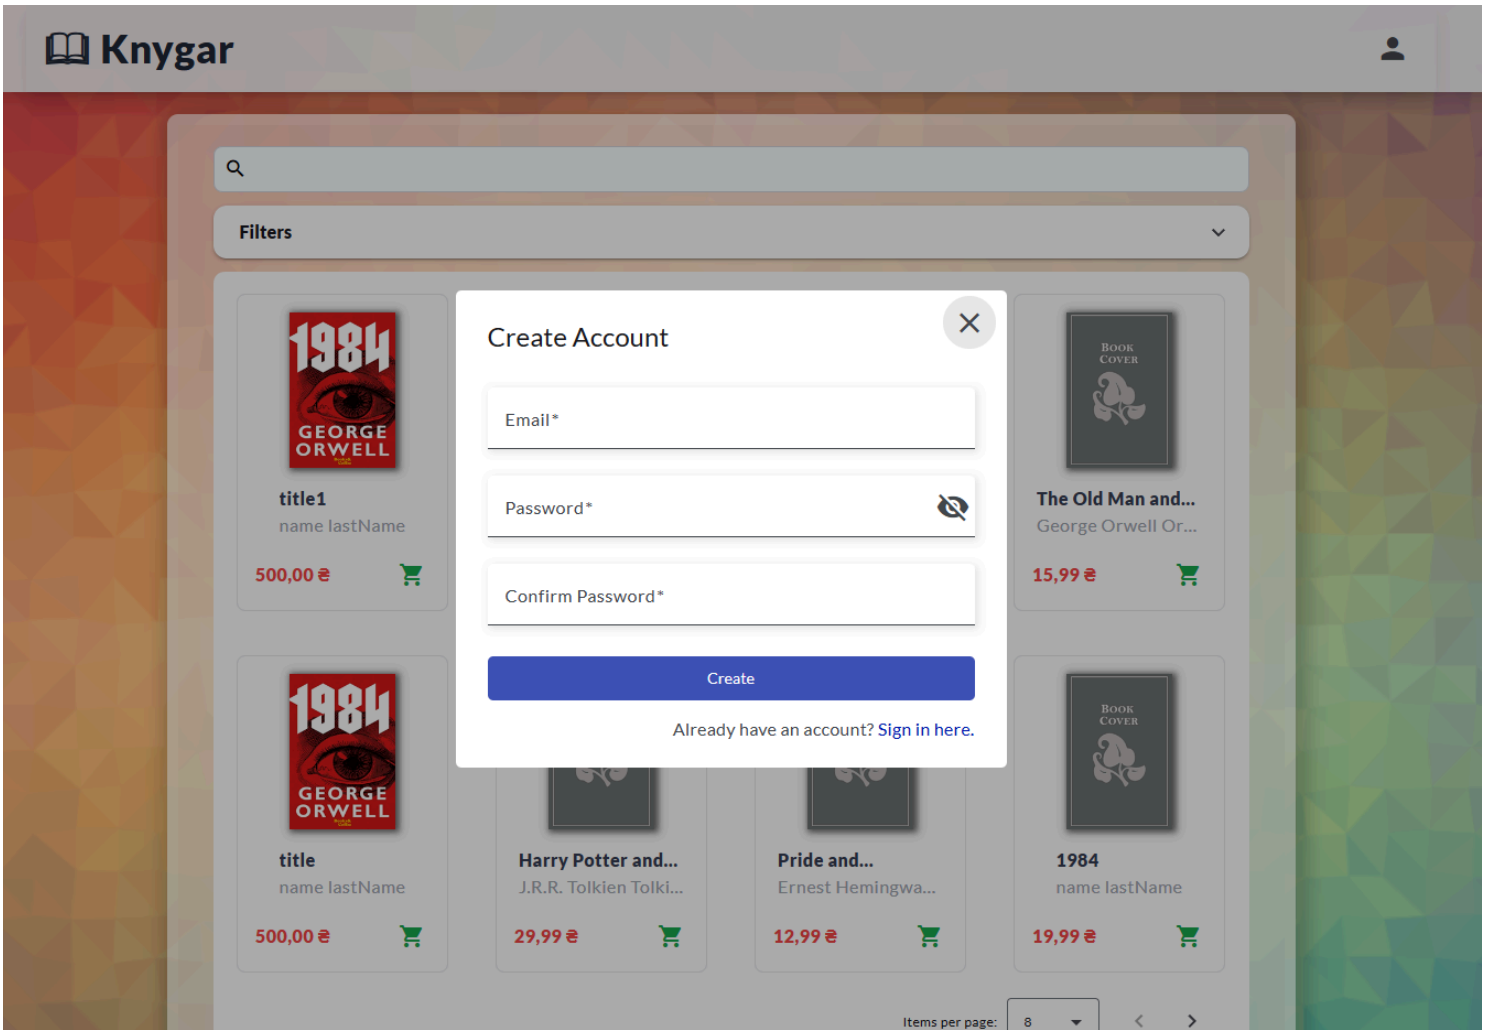 Knygar
Filters
1984
GEORGE
ORWELL
title1
name lastName
500,00 ₴
Create Account
Email*
Password*
Confirm Password*
Create
Already have an account? Sign in here.
BOOK
COVER
The Old Man and...
George Orwell Or...
15,99 ₴
1984
GEORGE
ORWELL
title
name lastName
500,00 ₴
Harry Potter and...
J.R.R. Tolkien Tolki...
29,99 ₴
Pride and...
Ernest Hemingwa...
12,99 ₴
BOOK
COVER
1984
name lastName
19,99 ₴
Items per page:
8